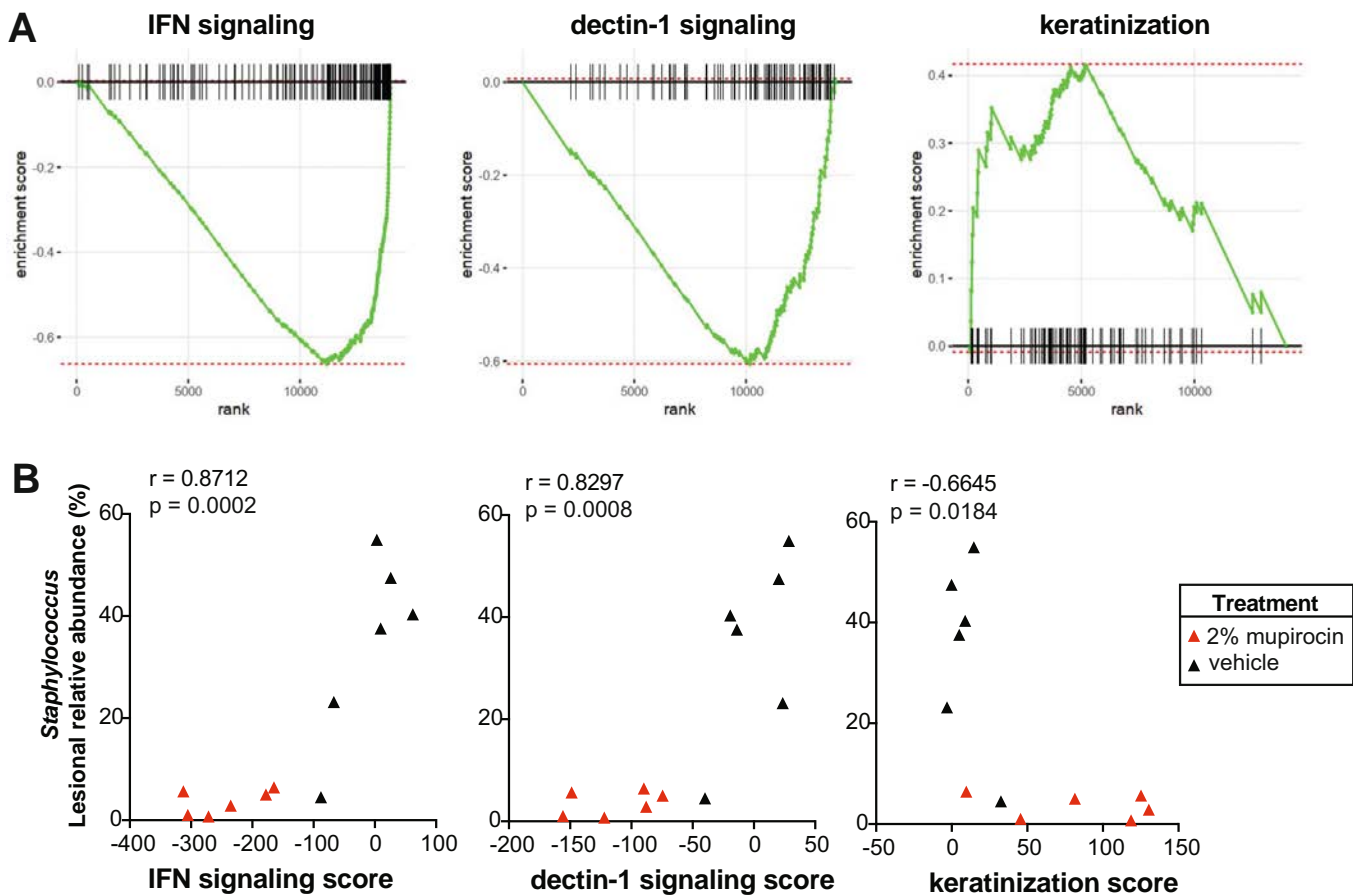 A
IFN signaling
dectin-1 signaling
keratinization
enrichment score
0.0
-0.2
-0.4
-0.6
0
5000
10000
rank
enrichment score
0.0
-0.2
-0.4
-0.6
0
5000
10000
rank
enrichment score
0.4
0.3
0.2
0.1
0.0
0
5000
10000
rank
B
Staphylococcus
Lesional relative abundance (%)
r = 0.8712
p = 0.0002
60
40
20
0
-400 -300 -200 -100 0 100
IFN signaling score
r = 0.8297
p = 0.0008
60
40
20
0
-200 -150 -100 -50 0 50
dectin-1 signaling score
r = -0.6645
p = 0.0184
60
40
20
0
-50 0 50 100 150
keratinization score
Treatment
2% mupirocin
vehicle